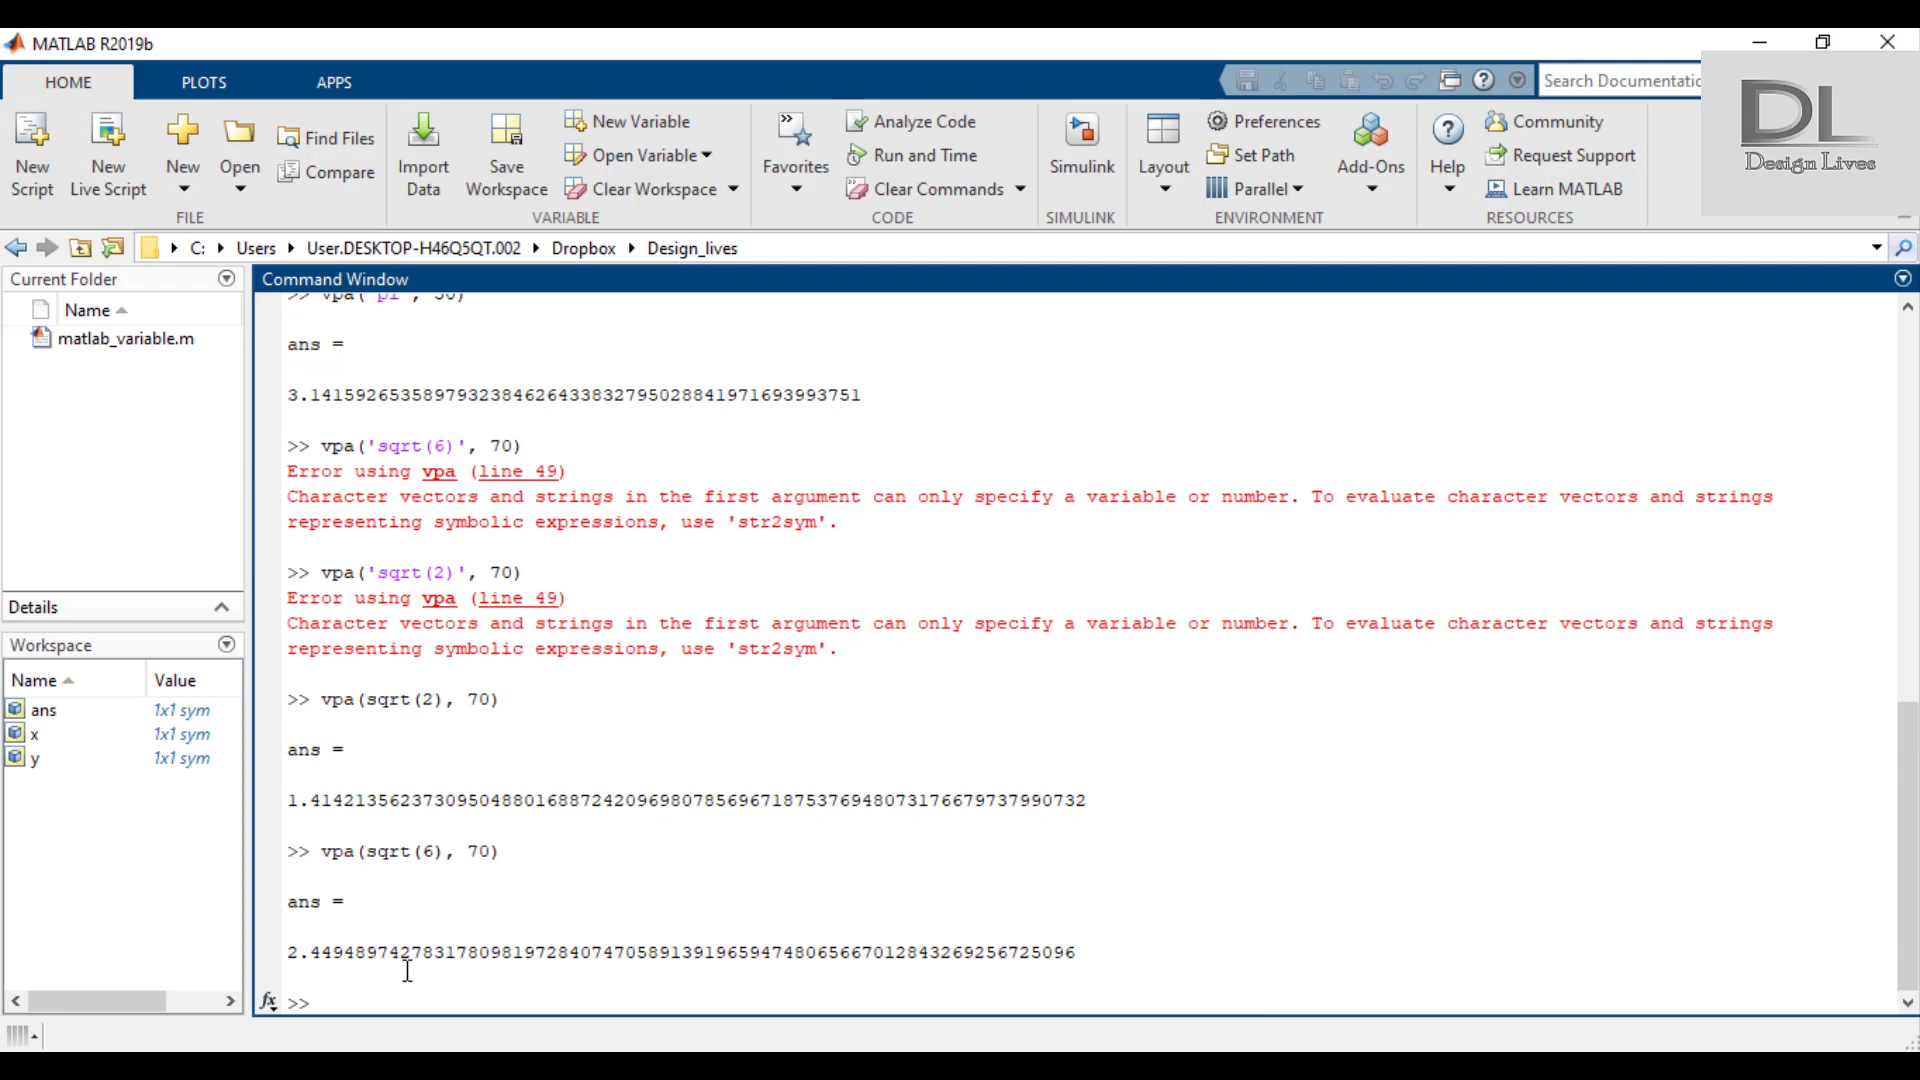 MATLAB R2019b
HOME PLOTS APPS
Search Documentatic
DL
Design Lives
New Script
New Live Script
New
Open
Find Files
Compare
FILE
Import Data
Save Workspace
New Variable
Open Variable
Clear Workspace
VARIABLE
Favorites
Analyze Code
Run and Time
Clear Commands
CODE
Simulink
SIMULINK
Layout
Preferences
Set Path
Parallel
Add-Ons
ENVIRONMENT
Help
Community
Request Support
Learn MATLAB
RESOURCES
C: Users User.DESKTOP-H46Q5QT.002 Dropbox Design_lives
Current Folder
Name
matlab_variable.m
Details
Workspace
Name Value
ans 1x1 sym
x 1x1 sym
y 1x1 sym
Command Window
>> vpa('pi', 50)
ans =
3.1415926535897932384626433832795028841971693993751
>> vpa('sqrt(6)', 70)
Error using vpa (line 49)
Character vectors and strings in the first argument can only specify a variable or number. To evaluate character vectors and strings
representing symbolic expressions, use 'str2sym'.
>> vpa('sqrt(2)', 70)
Error using vpa (line 49)
Character vectors and strings in the first argument can only specify a variable or number. To evaluate character vectors and strings
representing symbolic expressions, use 'str2sym'.
>> vpa(sqrt(2), 70)
ans =
1.414213562373095048801688724209698078569671875376948073176679737990732
>> vpa(sqrt(6), 70)
ans =
2.44948974278317809819728407470589139196594748065667012843269256725096
fx >>